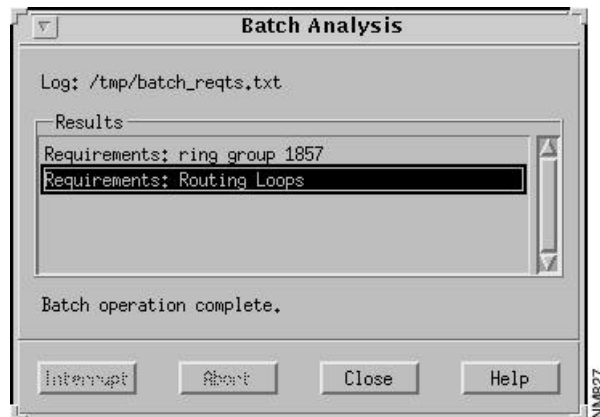 Batch Analysis
Log: /tmp/batch_reqts.txt
Results
Requirements: ring group 1857
Requirements: Routing Loops
Batch operation complete.
Interrupt Abort Close Help